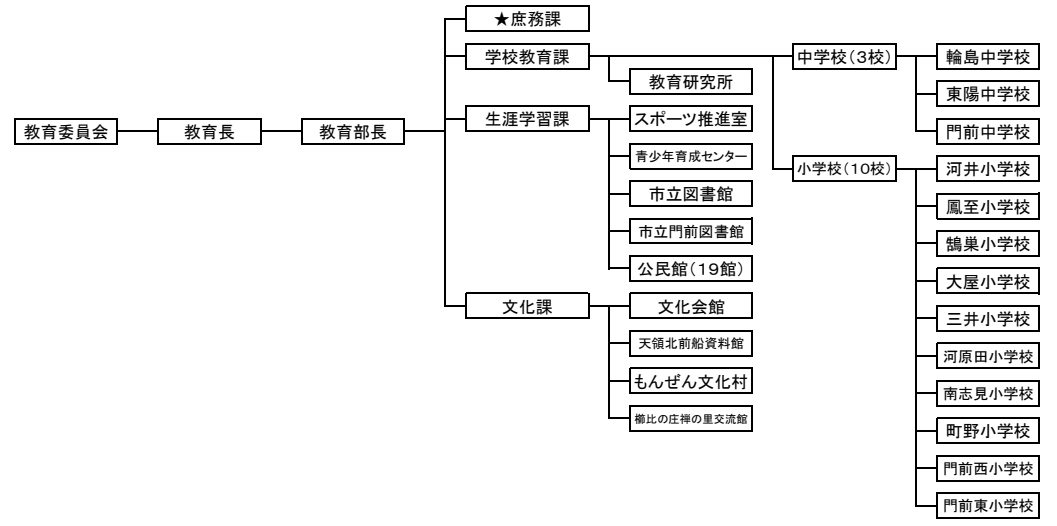 ★庶務課
学校教育課
中学校（3校）
輪島中学校
教育研究所
東陽中学校
教育委員会
教育長
教育部長
生涯学習課
スポーツ推進室
門前中学校
青少年育成センター
小学校（10校）
河井小学校
市立図書館
鳳至小学校
市立門前図書館
鵠巣小学校
公民館（19館）
大屋小学校
文化課
文化会館
三井小学校
天領北前船資料館
河原田小学校
もんぜん文化村
南志見小学校
櫛比の庄禅の里交流館
町野小学校
門前西小学校
門前東小学校